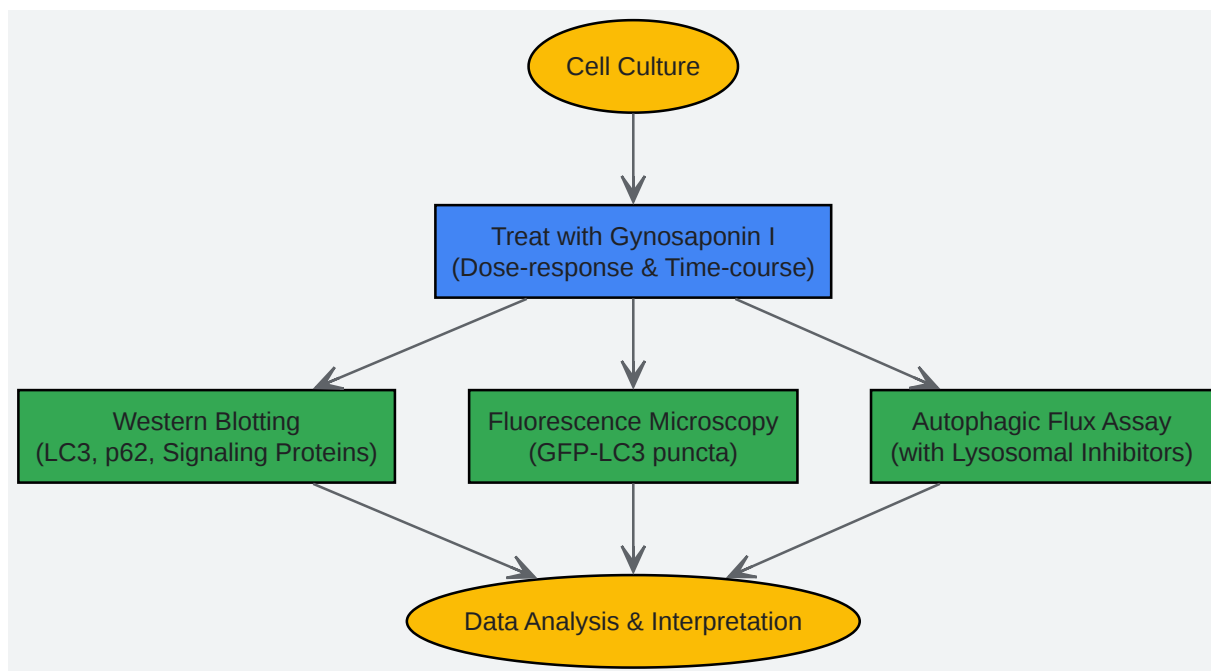 Cell Culture
Treat with Gynosaponin I
(Dose-response & Time-course)
Western Blotting
(LC3, p62, Signaling Proteins)
Fluorescence Microscopy
(GFP-LC3 puncta)
Autophagic Flux Assay
(with Lysosomal Inhibitors)
Data Analysis & Interpretation